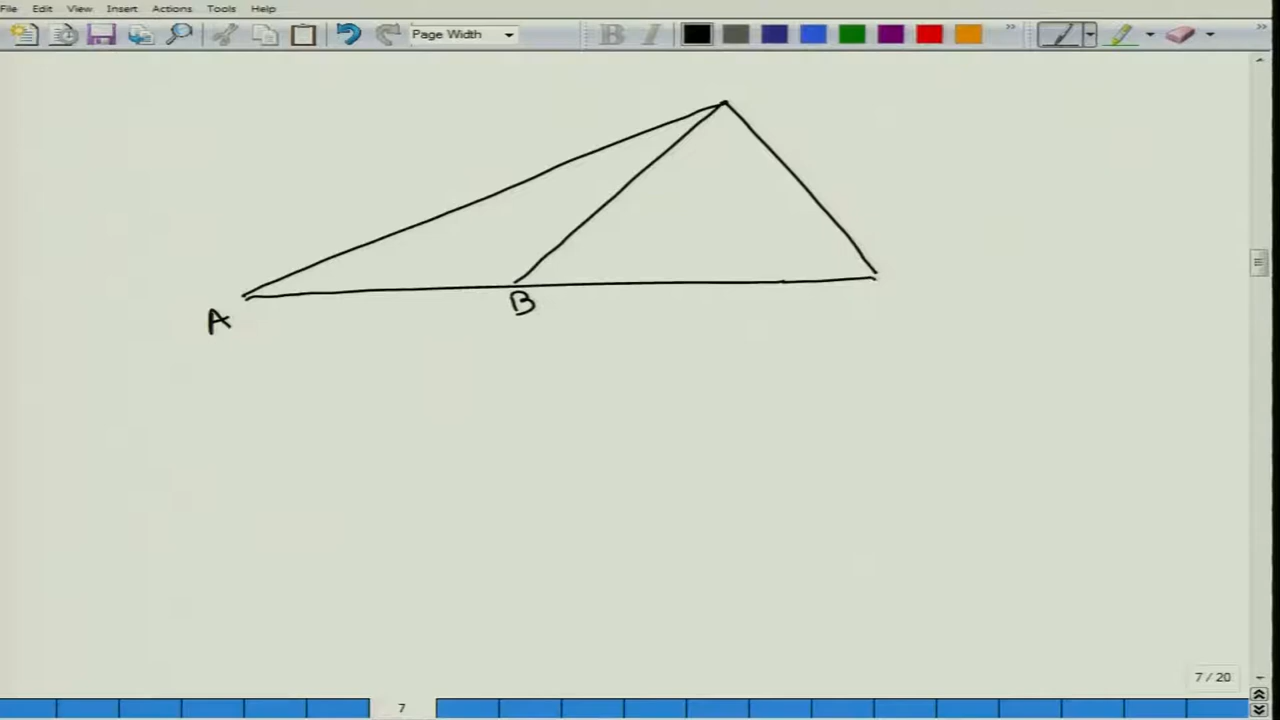 File Edit View Insert Actions Tools Help
Page Width B I
A
B
7 / 20
7